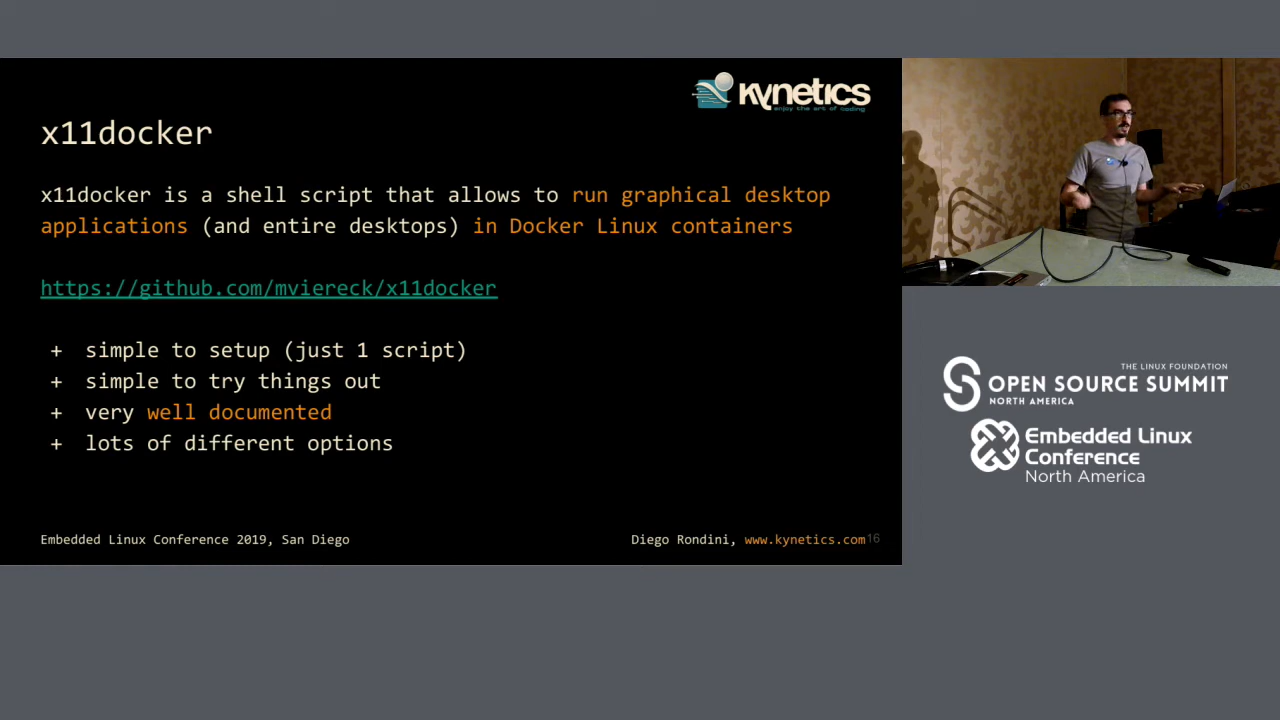 kynetics
enjoy the art of coding
x11docker
x11docker is a shell script that allows to run graphical desktop
applications (and entire desktops) in Docker Linux containers
https://github.com/mviereck/x11docker
+ simple to setup (just 1 script)
+ simple to try things out
+ very well documented
+ lots of different options
Embedded Linux Conference 2019, San Diego
Diego Rondini, www.kynetics.com 16
THE LINUX FOUNDATION
OPEN SOURCE SUMMIT
NORTH AMERICA
Embedded Linux
Conference
North America